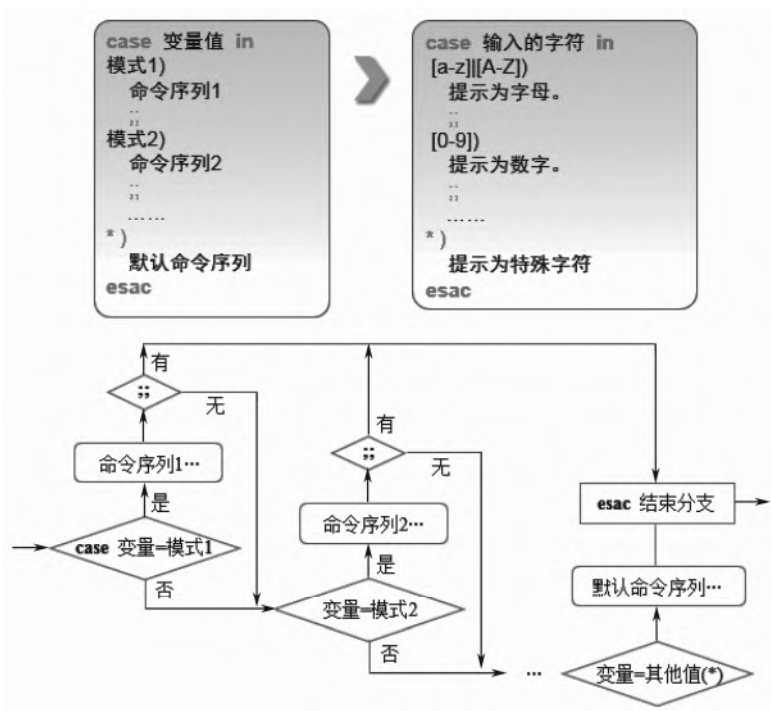 case 变量值 in
模式1)
命令序列1
;;
模式2)
命令序列2
;;
……
* )
默认命令序列
esac
case 输入的字符 in
[a-z]|[A-Z])
提示为字母。
;;
[0-9])
提示为数字。
;;
……
* )
提示为特殊字符
esac
有
;;
无
命令序列1…
是
case 变量=模式1
否
有
;;
无
命令序列2…
是
变量=模式2
否
…
esac 结束分支
默认命令序列…
变量=其他值(*)